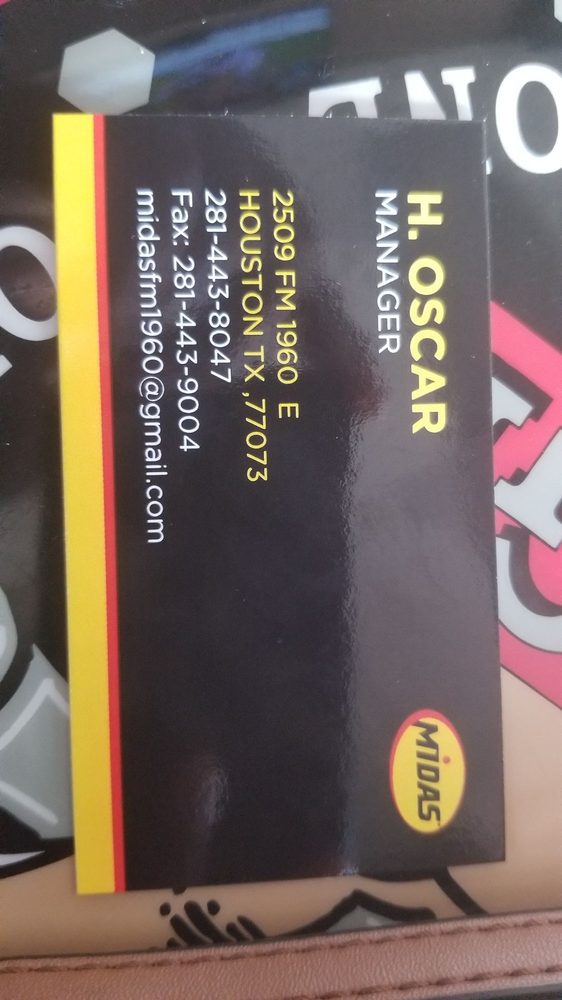 H. OSCAR
MANAGER
MIDAS
2509 FM 1960 E
HOUSTON TX ,77073
281-443-8047
Fax: 281-443-9004
midasfm1960@gmail.com